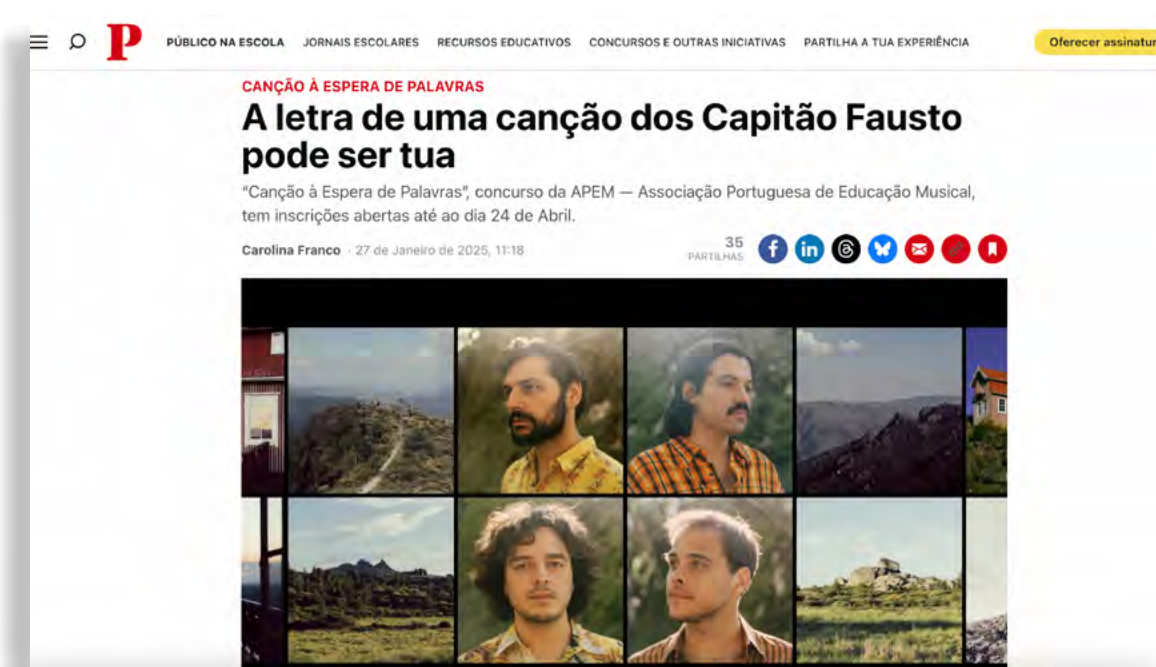 P
PÚBLICO NA ESCOLA JORNAIS ESCOLARES RECURSOS EDUCATIVOS CONCURSOS E OUTRAS INICIATIVAS PARTILHA A TUA EXPERIÊNCIA Oferecer assinatur
CANÇÃO À ESPERA DE PALAVRAS
A letra de uma canção dos Capitão Fausto
pode ser tua
“Canção à Espera de Palavras”, concurso da APEM — Associação Portuguesa de Educação Musical,
tem inscrições abertas até ao dia 24 de Abril.
Carolina Franco · 27 de Janeiro de 2025, 11:18
35
PARTILHAS